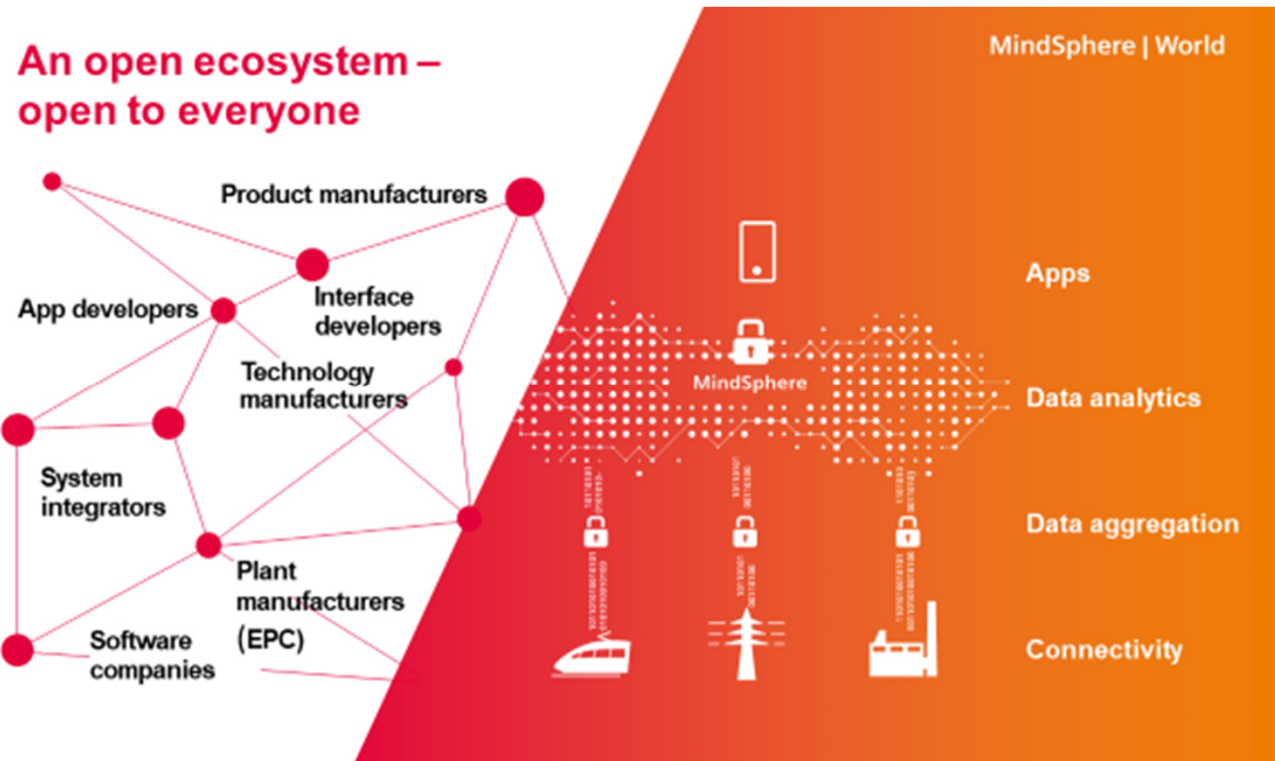 An open ecosystem –
open to everyone
MindSphere | World
Product manufacturers
App developers
Interface
developers
Technology
manufacturers
System
integrators
Plant
manufacturers
(EPC)
Software
companies
MindSphere
Apps
Data analytics
Data aggregation
Connectivity